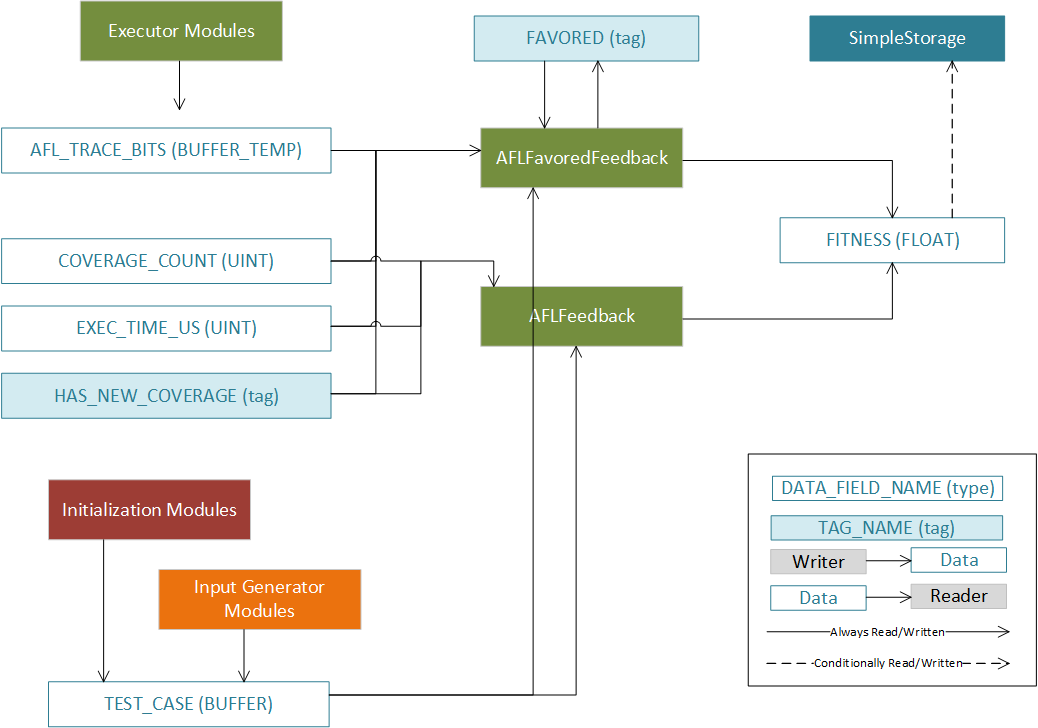 Executor Modules
FAVORED (tag)
SimpleStorage
AFL_TRACE_BITS (BUFFER_TEMP)
AFLFavoredFeedback
COVERAGE_COUNT (UINT)
FITNESS (FLOAT)
EXEC_TIME_US (UINT)
AFLFeedback
HAS_NEW_COVERAGE (tag)
Initialization Modules
Input Generator
Modules
TEST_CASE (BUFFER)
DATA_FIELD_NAME (type)
TAG_NAME (tag)
Writer
Data
Data
Reader
Always Read/Written
Conditionally Read/Written